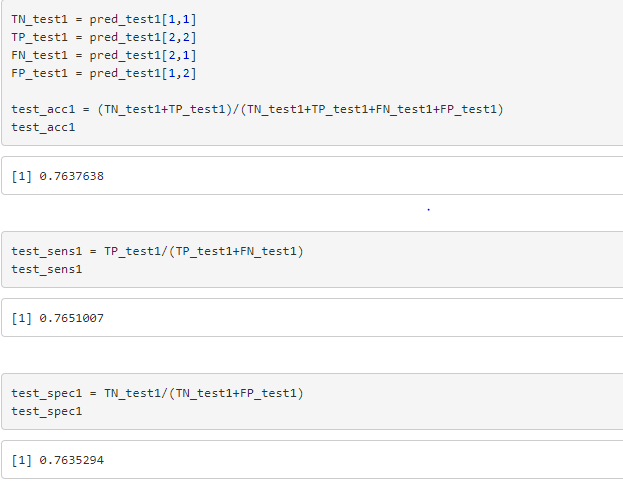 TN_test1 = pred_test1[1,1]
TP_test1 = pred_test1[2,2]
FN_test1 = pred_test1[2,1]
FP_test1 = pred_test1[1,2]
test_acc1 = (TN_test1+TP_test1)/(TN_test1+TP_test1+FN_test1+FP_test1)
test_acc1
[1] 0.7637638
test_sens1 = TP_test1/(TP_test1+FN_test1)
test_sens1
[1] 0.7651007
test_spec1 = TN_test1/(TN_test1+FP_test1)
test_spec1
[1] 0.7635294